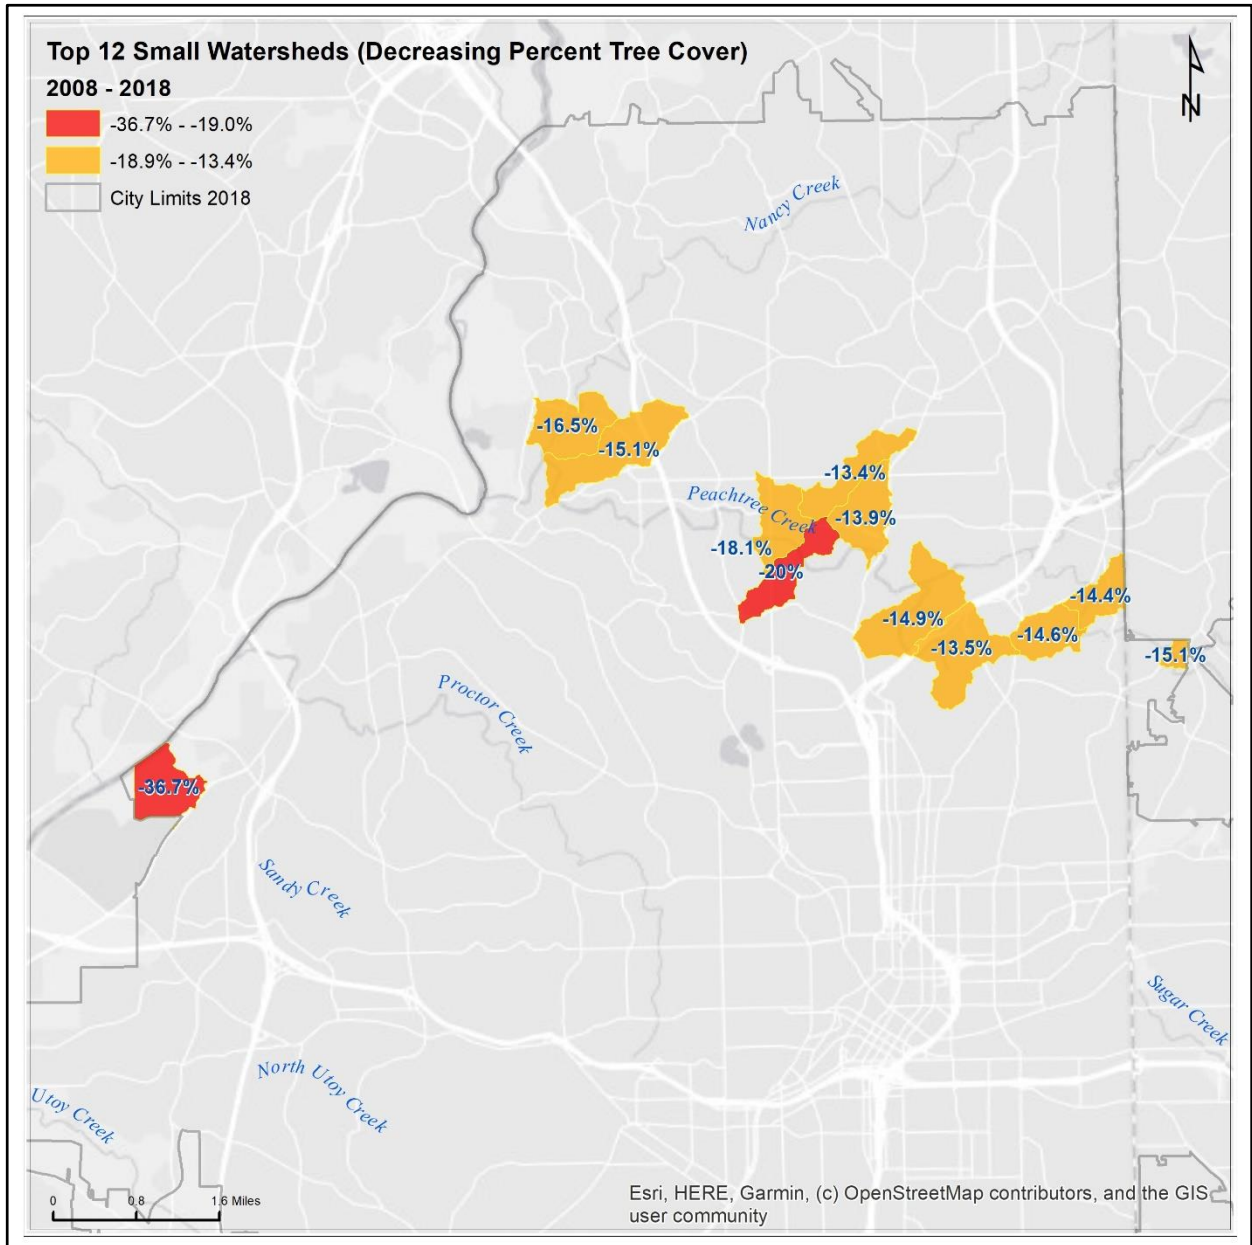 Top 12 Small Watersheds (Decreasing Percent Tree Cover)
2008 - 2018
-36.7% - -19.0%
-18.9% - -13.4%
City Limits 2018
N
Nancy Creek
-16.5%
-15.1%
-13.4%
Peachtree Creek
-13.9%
-18.1%
-20%
-14.4%
-14.9%
-14.6%
-13.5%
-15.1%
Proctor Creek
-36.7%
Sandy Creek
Sugar Creek
North Utoy Creek
Utoy Creek
0 0.8 1.6 Miles
Esri, HERE, Garmin, (c) OpenStreetMap contributors, and the GIS
user community